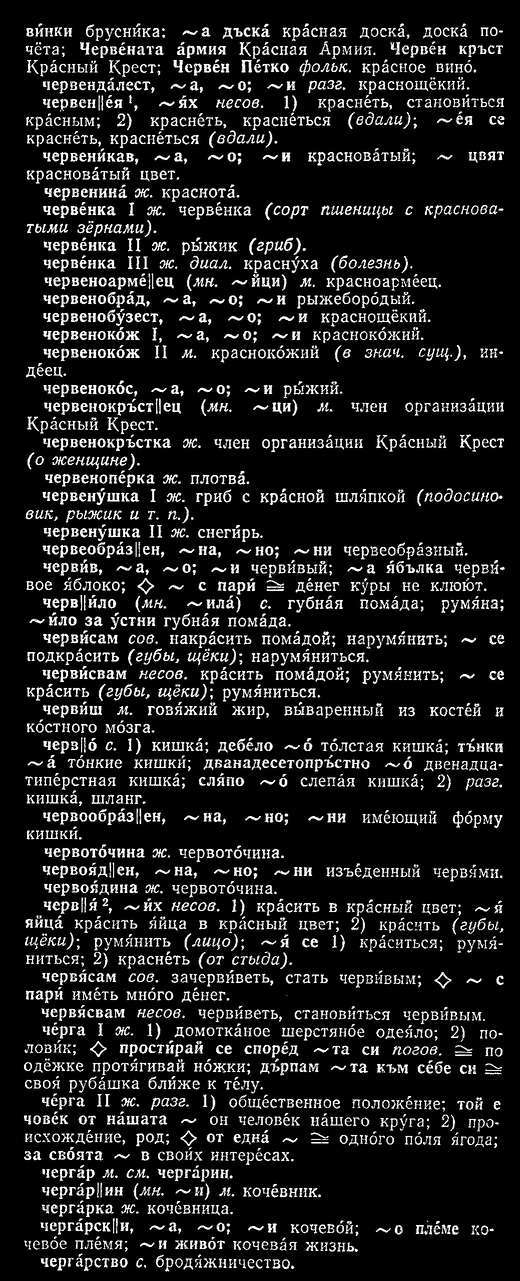 ви́нки брусни́ка; ~а дъска́ кра́сная доска́, доска́ по-
чёта; Черве́ната а́рмия Кра́сная А́рмия. Черве́н кръст
Кра́сный Крест; Черве́н Пе́тко фольк. кра́сное вино́.
червенда́лест, ~а, ~о; ~и разг. краснощёкий.
червен||е́я ¹, ~я́х несов. 1) красне́ть, станови́ться
кра́сным; 2) красне́ть, красне́ться (вдали́); ~е́я се
красне́ть, красне́ться (вдали).
червени́кав, ~а, ~о; ~и краснова́тый; ~ цвят
краснова́тый цвет.
червенина́ ж. краснота́.
черве́нка I ж. черве́нка (сорт пшеницы с краснова-
тыми зёрнами).
черве́нка II ж. ры́жик (гриб).
черве́нка III ж. диал. красну́ха (болезнь).
червеноарме́||ец (мн. ~йци) м. красноарме́ец.
червенобра́д, ~а, ~о; ~и рыжеборо́дый.
червенобу́зест, ~а, ~о; ~и краснощёкий.
червеноко́ж I, ~а, ~о; ~и красноко́жий.
червеноко́ж II м. красноко́жий (в знач. сущ.), ин-
де́ец.
червеноко́с, ~а, ~о; ~и ры́жий.
червенокръ́ст||ец (мн. ~ци) м. член организа́ции
Кра́сный Крест.
червенокръ́стка ж. член организа́ции Кра́сный Крест
(о женщине).
червенопе́рка ж. плотва́.
червену́шка I ж. гриб с кра́сной шля́пкой (подосино-
вик, рыжик и т. п.).
червену́шка II ж. снеги́рь.
червеобра́з||ен, ~на, ~но; ~ни червеобра́зный.
черви́в, ~а, ~о; ~и черви́вый; ~а я́бълка черви́-
вое я́блоко; ◇ ~ с пари́ ≅ де́нег ку́ры не клюю́т.
черв||и́ло (мн. ~ила́) с. губна́я пома́да; румя́на;
~и́ло за у́стни губна́я пома́да.
черви́сам сов. накра́сить пома́дой; нарумя́нить; ~ се
подкра́сить (губы, щёки); нарумя́ниться.
черви́свам несов. кра́сить пома́дой; румя́нить; ~ се
кра́сить (губы, щёки); румя́ниться.
черви́ш м. говя́жий жир, вы́варенный из косте́й и
ко́стного мо́зга.
черв||о́ с. 1) кишка́; дебе́ло ~о́ то́лстая кишка́; тъ́нки
~а́ то́нкие кишки́; дванадесетопръ́стно ~о́ двенадца-
типе́рстная кишка́; сля́по ~о́ слепа́я кишка́; 2) разг.
кишка́, шланг.
червообра́з||ен, ~на, ~но; ~ни име́ющий фо́рму
кишки́.
червото́чина ж. червото́чина.
червоя́д||ен, ~на, ~но; ~ни изъе́денный червя́ми.
червоя́дина ж. червото́чина.
черв||я́ ², ~и́х несов. 1) кра́сить в кра́сный цвет; ~я́
яйца́ кра́сить я́йца в кра́сный цвет; 2) кра́сить (губы,
щёки); румя́нить (лицо); ~я́ се 1) кра́ситься; румя́-
ниться; 2) красне́ть (от стыда).
червя́сам сов. зачерви́веть, стать черви́вым; ◇ ~ с
пари́ име́ть мно́го де́нег.
червя́свам несов. черви́веть, станови́ться черви́вым.
че́рга I ж. 1) домотка́ное шерстяно́е одея́ло; 2) по-
лови́к; ◇ прости́рай се споре́д ~та си погов. ≅ по
одёжке протя́гивай но́жки; дъ́рпам ~та към се́бе си ≅
своя́ руба́шка бли́же к те́лу.
че́рга II ж. разг. 1) обще́ственное положе́ние; той е
чове́к от на́шата ~ он челове́к на́шего кру́га; 2) про-
исхожде́ние, род; ◇ от една́ ~ ≅ одного́ по́ля я́года;
за сво́ята ~ в свои́х интере́сах.
черга́р м. см. черга́рин.
черга́р||ин (мн. ~и) м. коче́вник.
черга́рка ж. коче́вница.
черга́рск||и, ~а, ~о; ~и кочево́й; ~о пле́ме ко-
чево́е пле́мя; ~и живо́т кочева́я жизнь.
черга́рство с. бродя́жничество.